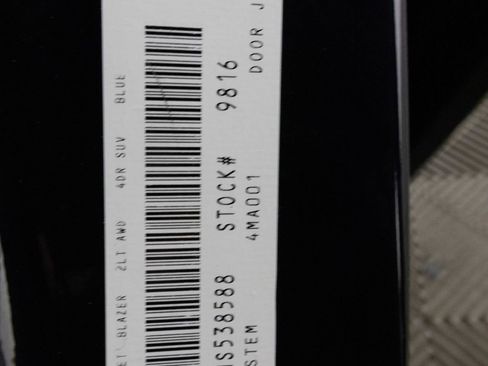 ET' BLAZER 2LT AWD 4DR SUV BLUE
S538588 STOCK# 9816
STEM 4MA001 DOOR J